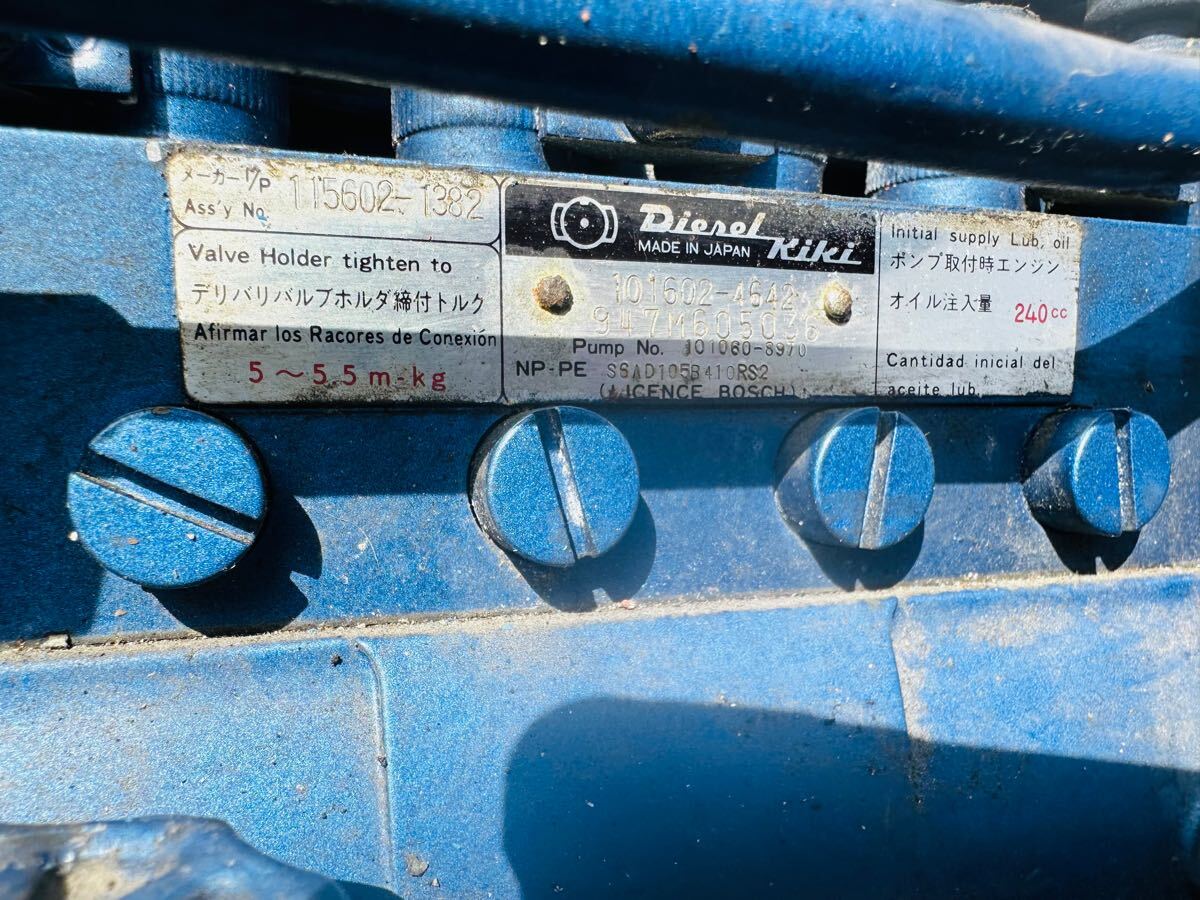 メーカーI/P
Ass'y No. 115602-1382
Valve Holder tighten to
デリバリバルブホルダ締付トルク
Afirmar los Racores de Conexión
5～5.5m-kg
Diesel Kiki
MADE IN JAPAN
101602-4642
947M605036
Pump No. 101060-8970
NP-PE S6AD105B410RS2
(LICENCE BOSCH)
Initial supply Lub, oil
ポンプ取付時エンジン
オイル注入量 240cc
Cantidad inicial del
aceite lub.